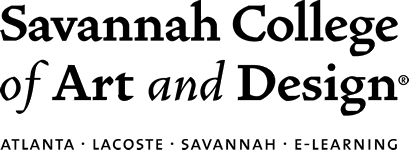 Savannah College
of Art and Design®
ATLANTA · LACOSTE · SAVANNAH · E-LEARNING